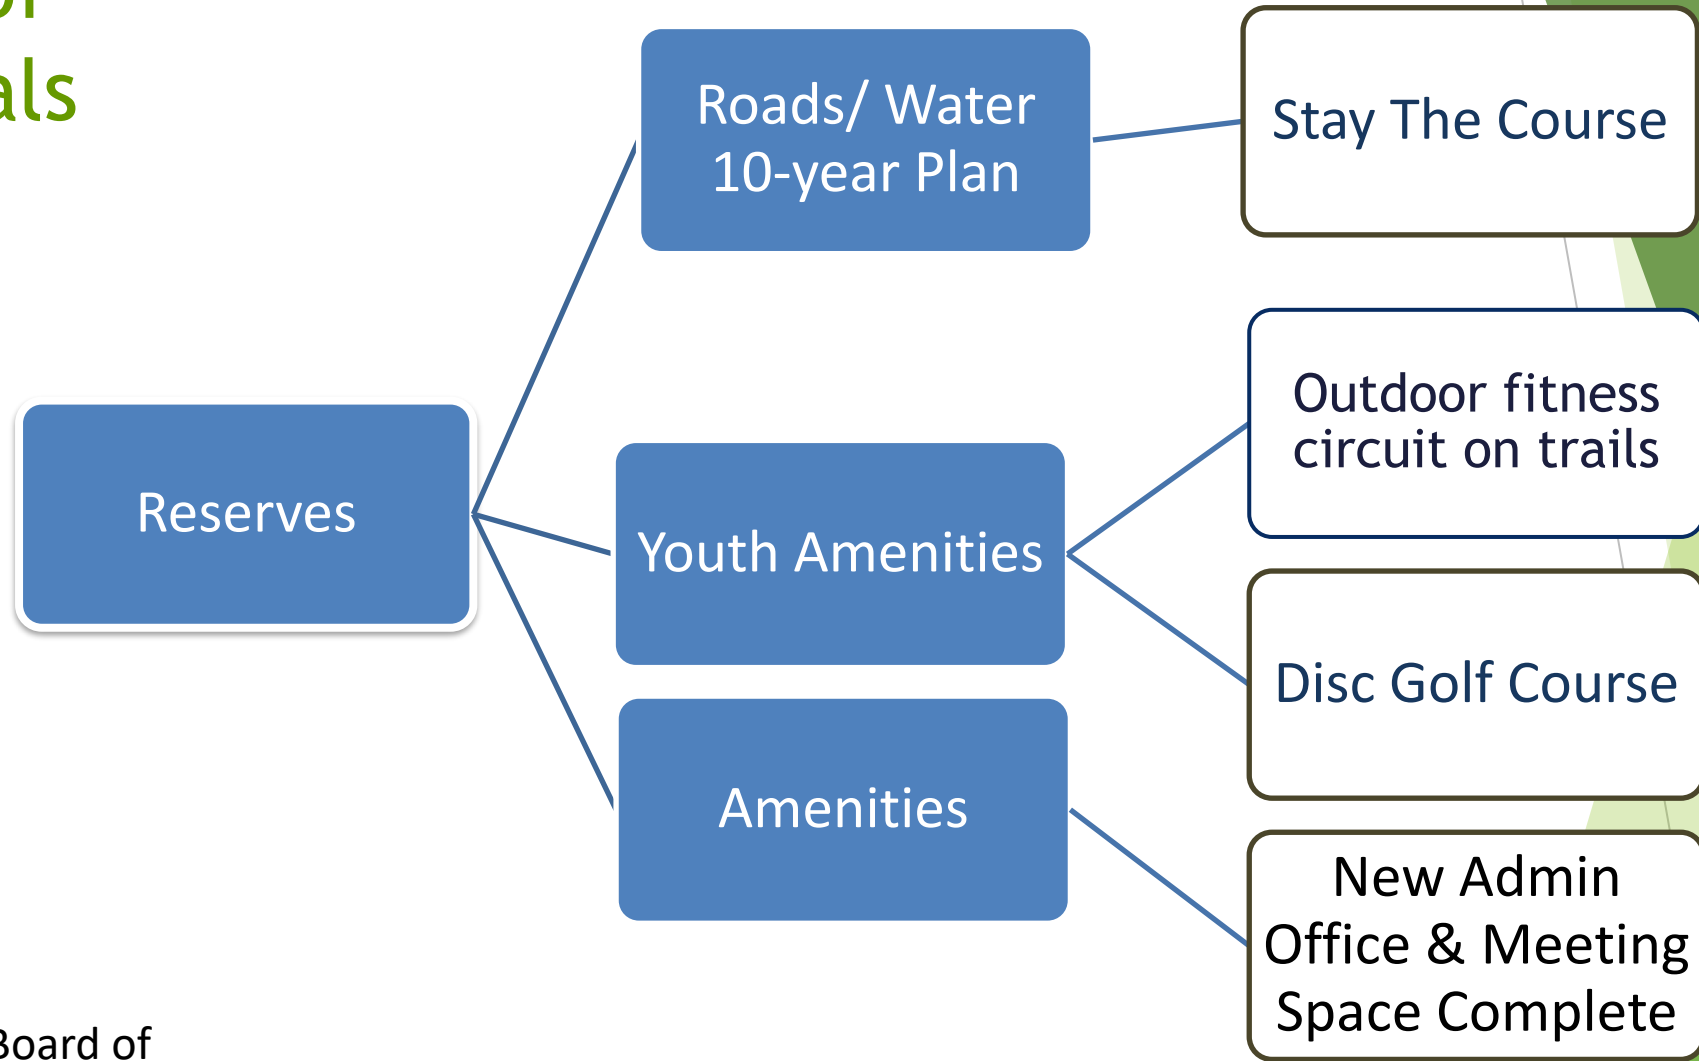 als
Roads/ Water
10-year Plan
Stay The Course
Outdoor fitness
circuit on trails
Reserves
Youth Amenities
Disc Golf Course
Amenities
New Admin
Office & Meeting
Space Complete
Board of